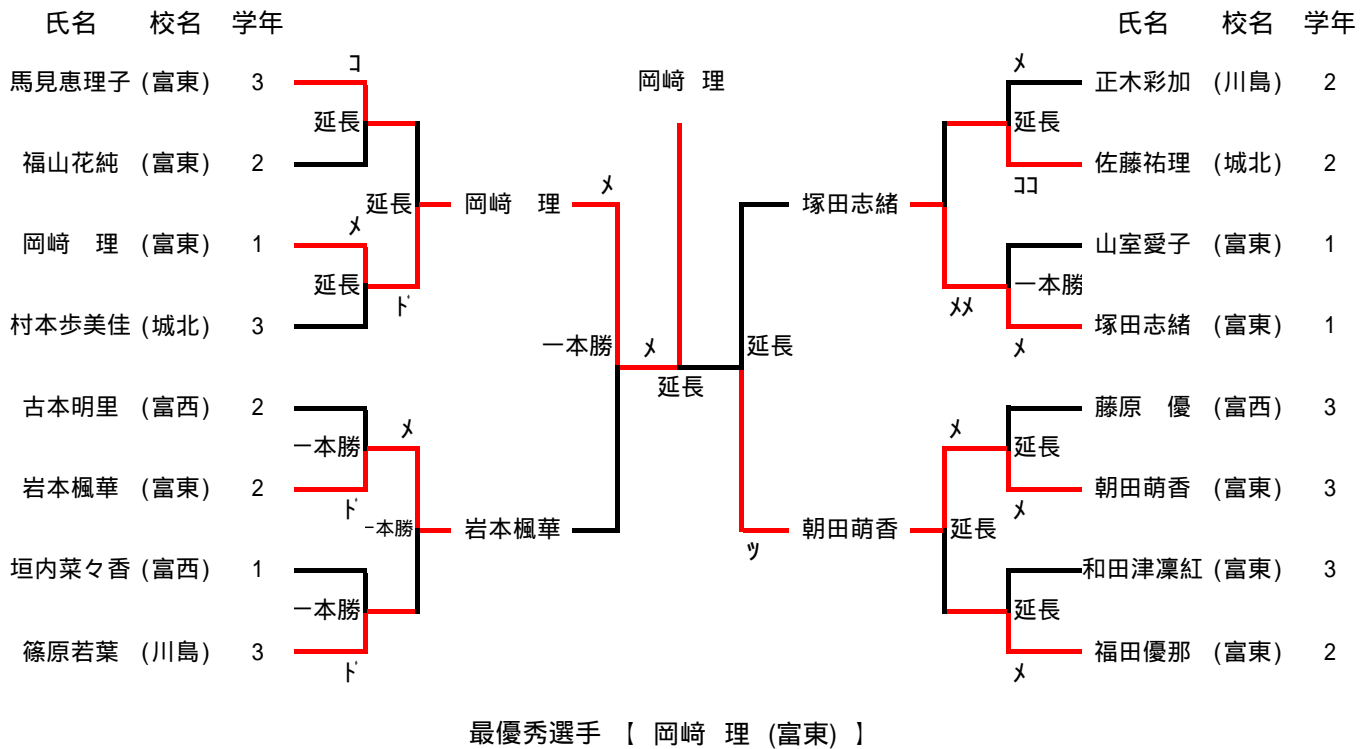 氏名 校名 学年 氏名 校名 学年
コ メ
馬見恵理子 (富東) 3 岡﨑 理 正木彩加 (川島) 2
延長 延長
福山花純 (富東) 2 佐藤祐理 (城北) 2
メ ココ
延長 岡﨑 理 塚田志緒
メ
岡﨑 理 (富東) 1 山室愛子 (富東) 1
延長 一本勝
ド メメ
村本歩美佳 (城北) 3 塚田志緒 (富東) 1
一本勝 メ 延長 メ
延長
古本明里 (富西) 2 藤原 優 (富西) 3
メ メ
一本勝 延長
岩本楓華 (富東) 2 朝田萌香 (富東) 3
ド メ
一本勝 岩本楓華 朝田萌香 延長
ツ
垣内菜々香 (富西) 1 和田津凜紅 (富東) 3
一本勝 延長
篠原若葉 (川島) 3 福田優那 (富東) 2
ド メ
最優秀選手 【 岡﨑 理 (富東) 】